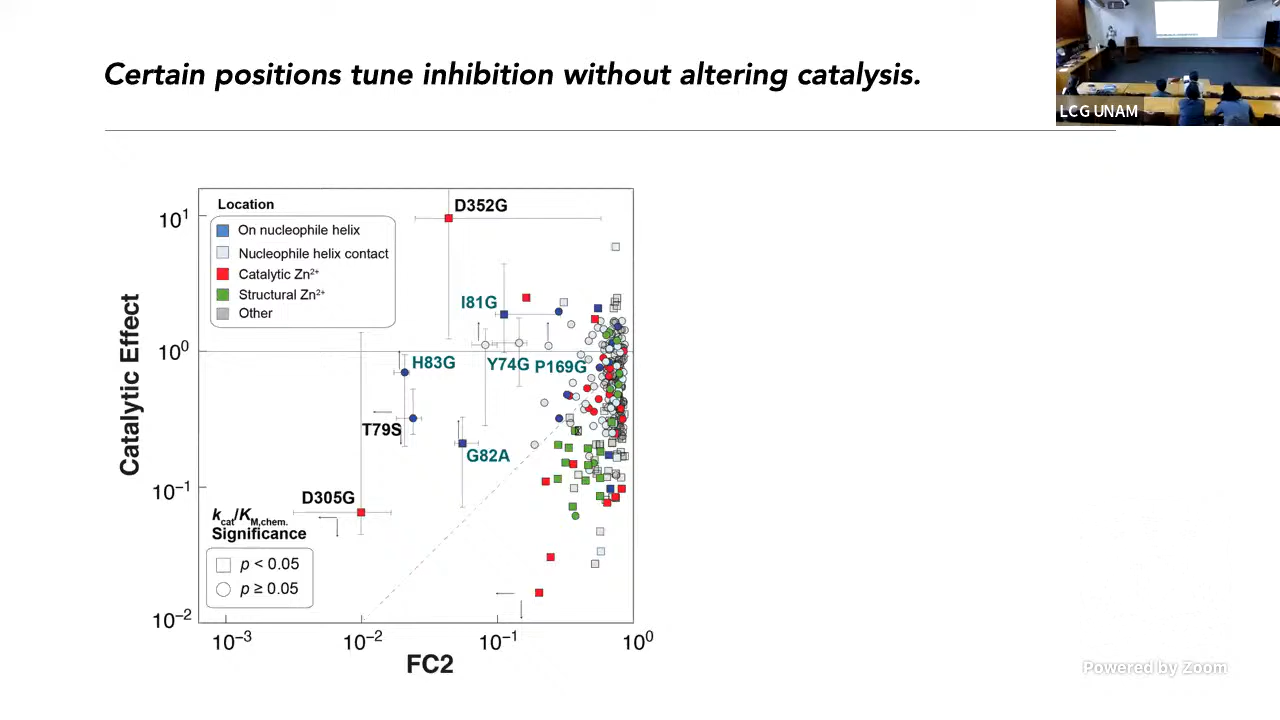 Certain positions tune inhibition without altering catalysis.
LCG UNAM
Location
On nucleophile helix
Nucleophile helix contact
Catalytic Zn²⁺
Structural Zn²⁺
Other
D352G
I81G
H83G
Y74G
P169G
T79S
G82A
D305G
k_cat/K_M,chem.
Significance
p < 0.05
p ≥ 0.05
Catalytic Effect
10¹
10⁰
10⁻¹
10⁻²
10⁻³
10⁻²
10⁻¹
10⁰
FC2
Powered by Zoom